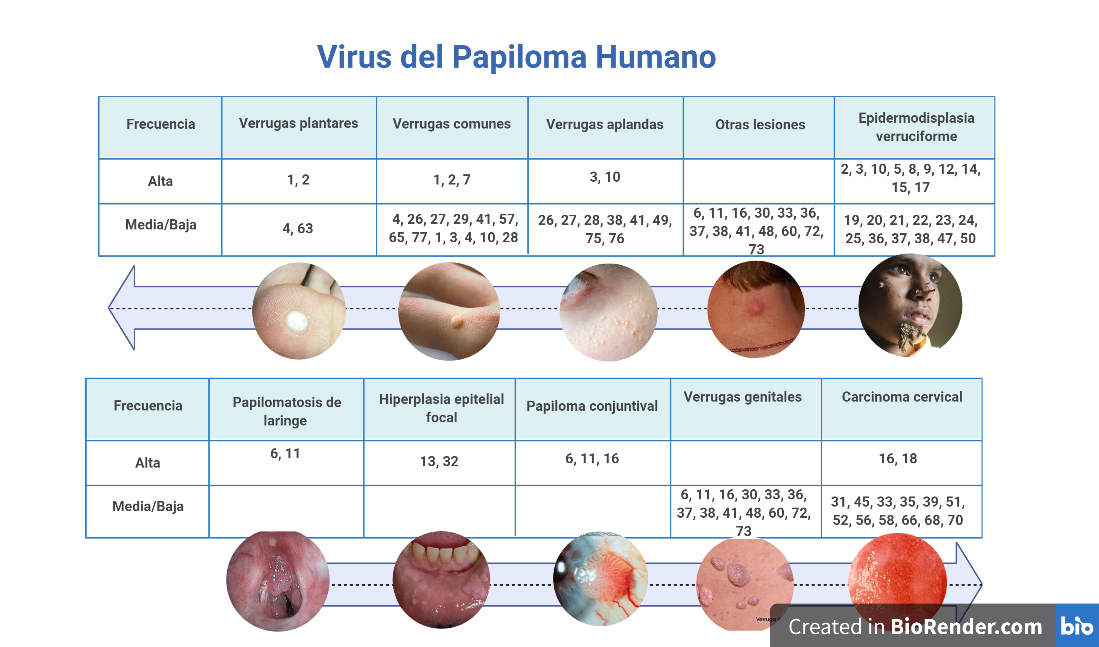 Virus del Papiloma Humano
Frecuencia
Verrugas plantares
Verrugas comunes
Verrugas aplandas
Otras lesiones
Epidermodisplasia
verruciforme
Alta
1, 2
1, 2, 7
3, 10
2, 3, 10, 5, 8, 9, 12, 14,
15, 17
Media/Baja
4, 63
4, 26, 27, 29, 41, 57,
65, 77, 1, 3, 4, 10, 28
26, 27, 28, 38, 41, 49,
75, 76
6, 11, 16, 30, 33, 36,
37, 38, 41, 48, 60, 72,
73
19, 20, 21, 22, 23, 24,
25, 36, 37, 38, 47, 50
Frecuencia
Papilomatosis de
laringe
Hiperplasia epitelial
focal
Papiloma conjuntival
Verrugas genitales
Carcinoma cervical
Alta
6, 11
13, 32
6, 11, 16
16, 18
Media/Baja
6, 11, 16, 30, 33, 36,
37, 38, 41, 48, 60, 72,
73
31, 45, 33, 35, 39, 51,
52, 56, 58, 66, 68, 70
Created in BioRender.com bio